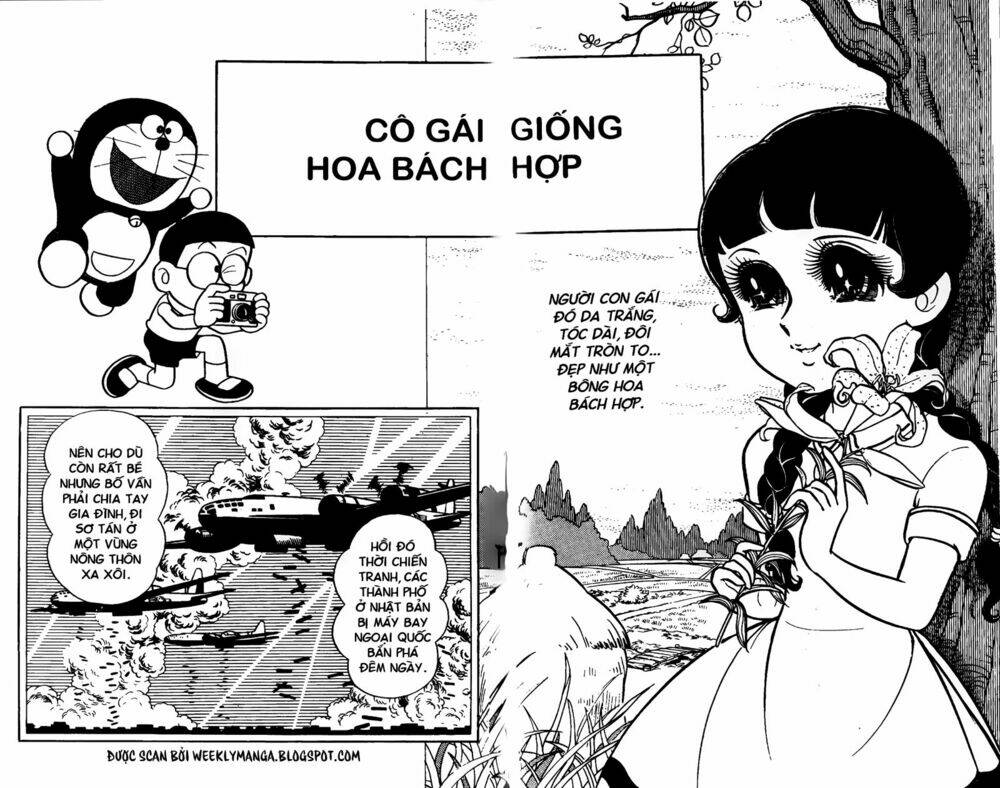 CÔ GÁI GIỐNG
HOA BÁCH HỢP
NGƯỜI CON GÁI
ĐÓ DA TRẮNG,
TÓC DÀI, ĐÔI
MẮT TRÒN TO...
ĐẸP NHƯ MỘT
BÔNG HOA
BÁCH HỢP.
HỒI ĐÓ
THỜI CHIẾN
TRANH, CÁC
THÀNH PHỐ
Ở NHẬT BẢN
BỊ MÁY BAY
NGOẠI QUỐC
BẮN PHÁ
ĐÊM NGÀY.
NÊN CHO DÙ
CÒN RẤT BÉ
NHƯNG BỐ VẪN
PHẢI CHIA TAY
GIA ĐÌNH, ĐI
SƠ TÁN Ở
MỘT VÙNG
NÔNG THÔN
XA XÔI.
ĐƯỢC SCAN BỞI WEEKLYMANGA.BLOGSPOT.COM